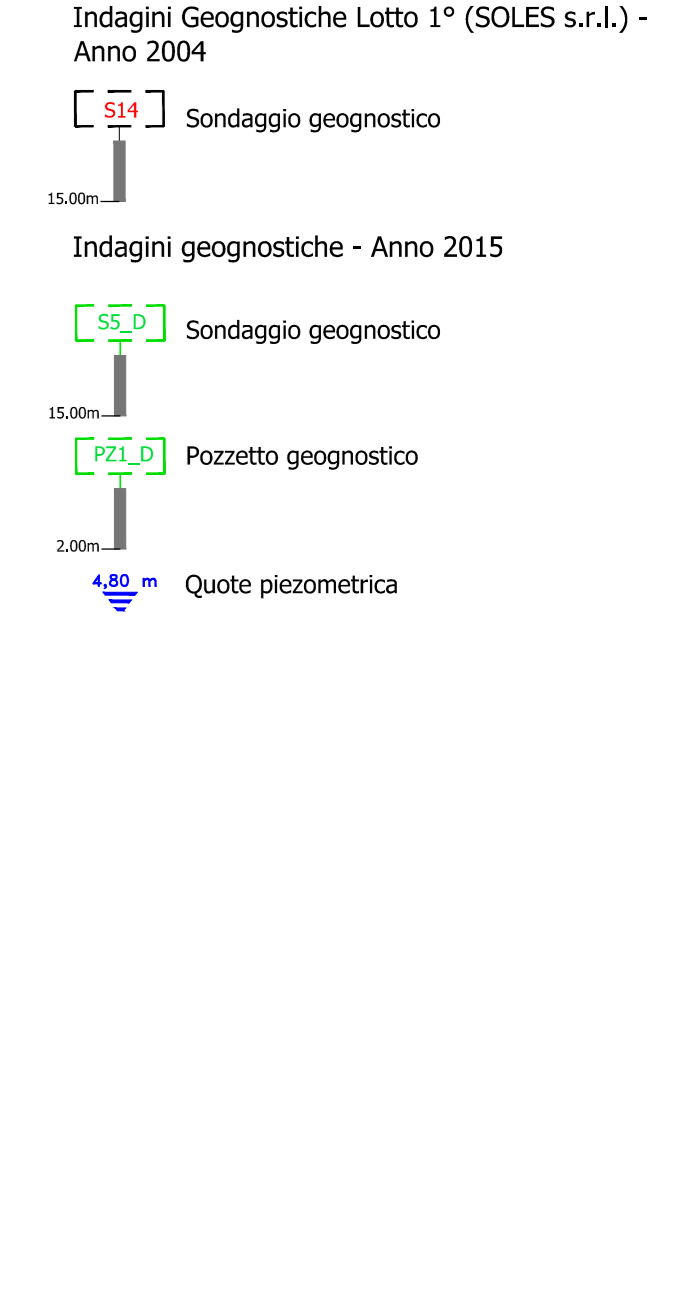 Indagini Geognostiche Lotto 1° (SOLES s.r.l.) -
Anno 2004
S14
Sondaggio geognostico
15.00m
Indagini geognostiche - Anno 2015
S5_D
Sondaggio geognostico
15.00m
PZ1_D
Pozzetto geognostico
2.00m
4,80 m
Quote piezometrica